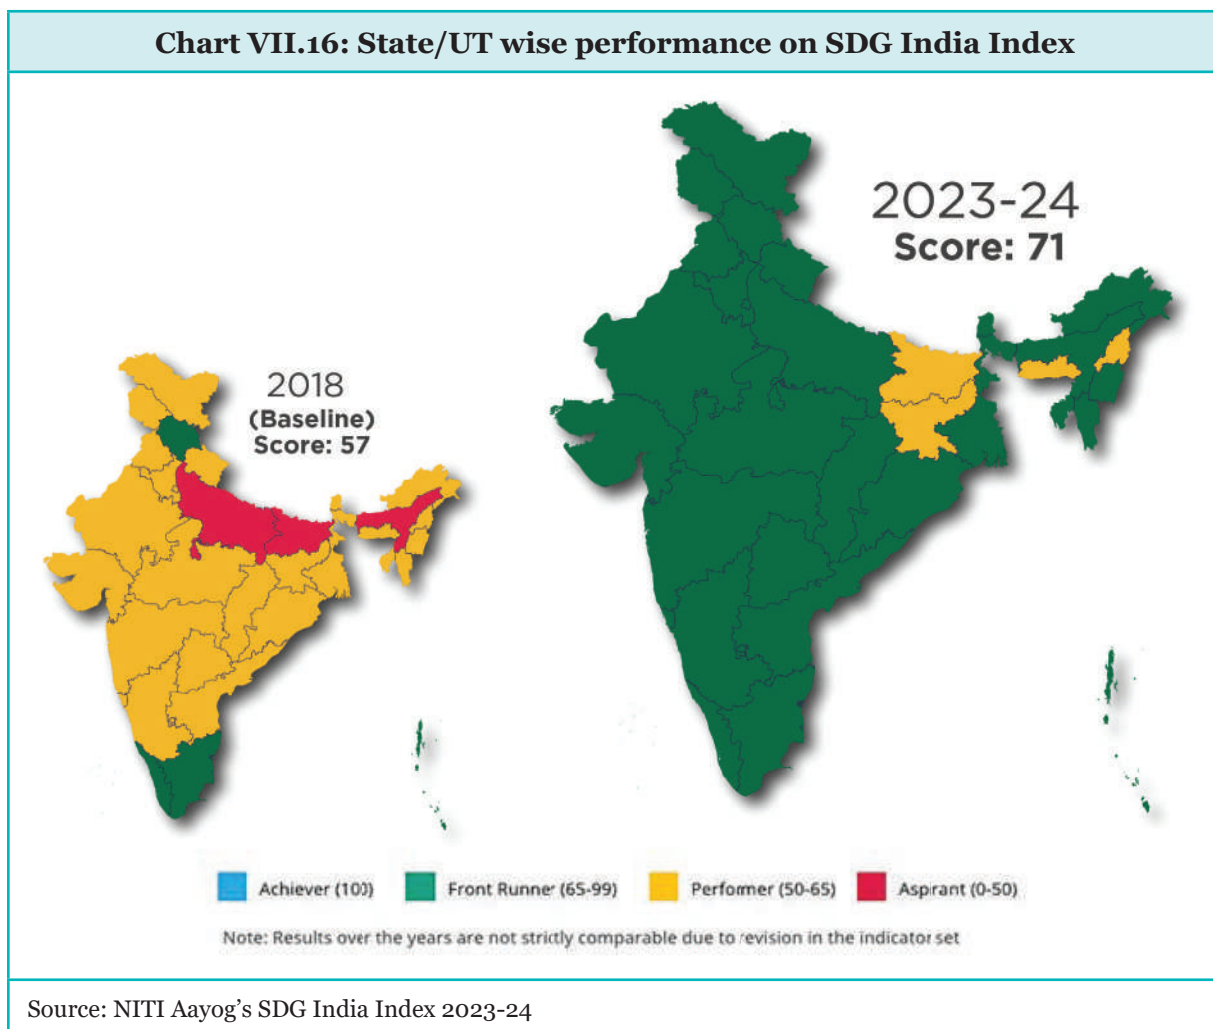 Chart VII.16: State/UT wise performance on SDG India Index
2023-24
Score: 71
2018
(Baseline)
Score: 57
Achiever (100)
Front Runner (65-99)
Performer (50-65)
Asprant (0-50)
Note: Results over the years are not strictly comparable due to revision in the indicator set
Source: NITI Aayog's SDG India Index 2023-24